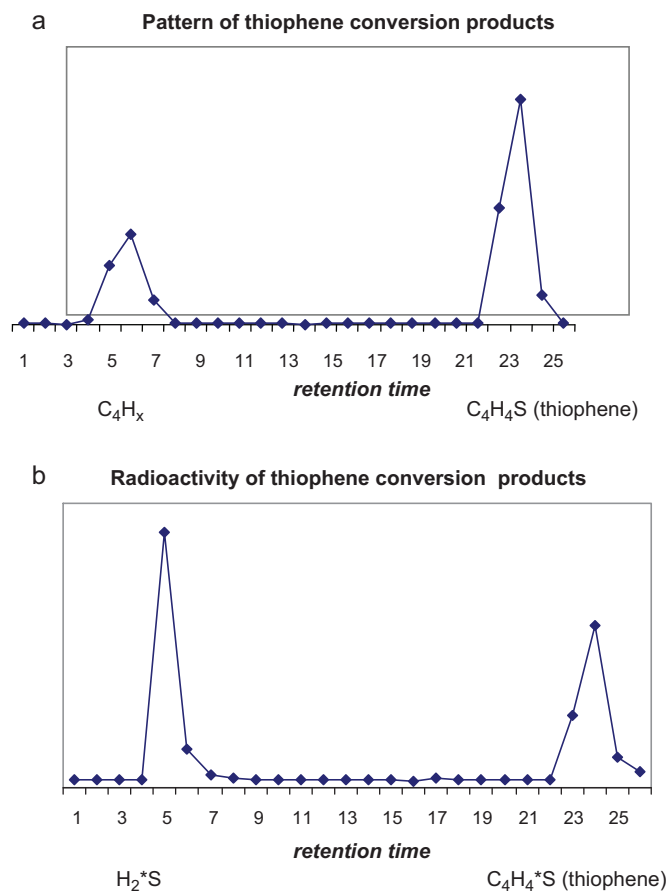 a
Pattern of thiophene conversion products
1 3 5 7 9 11 13 15 17 19 21 23 25
retention time
C₄Hₓ
C₄H₄S (thiophene)
b
Radioactivity of thiophene conversion products
1 3 5 7 9 11 13 15 17 19 21 23 25
retention time
H₂*S
C₄H₄*S (thiophene)